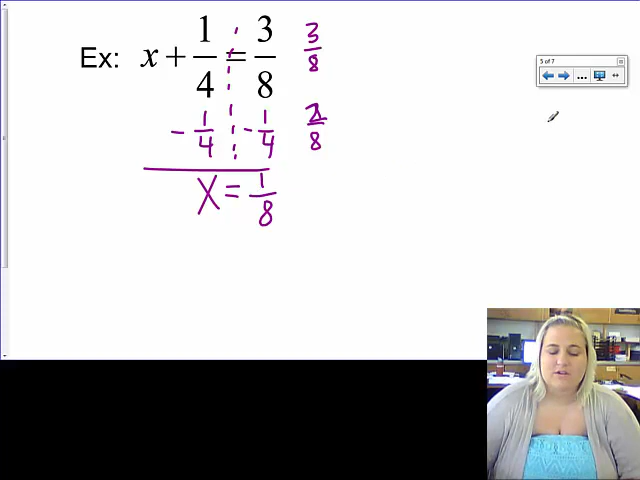 Ex: x + 1/4 = 3/8 3/8
- 1/4 - 1/4 2/8
X = 1/8
5 of 7
...